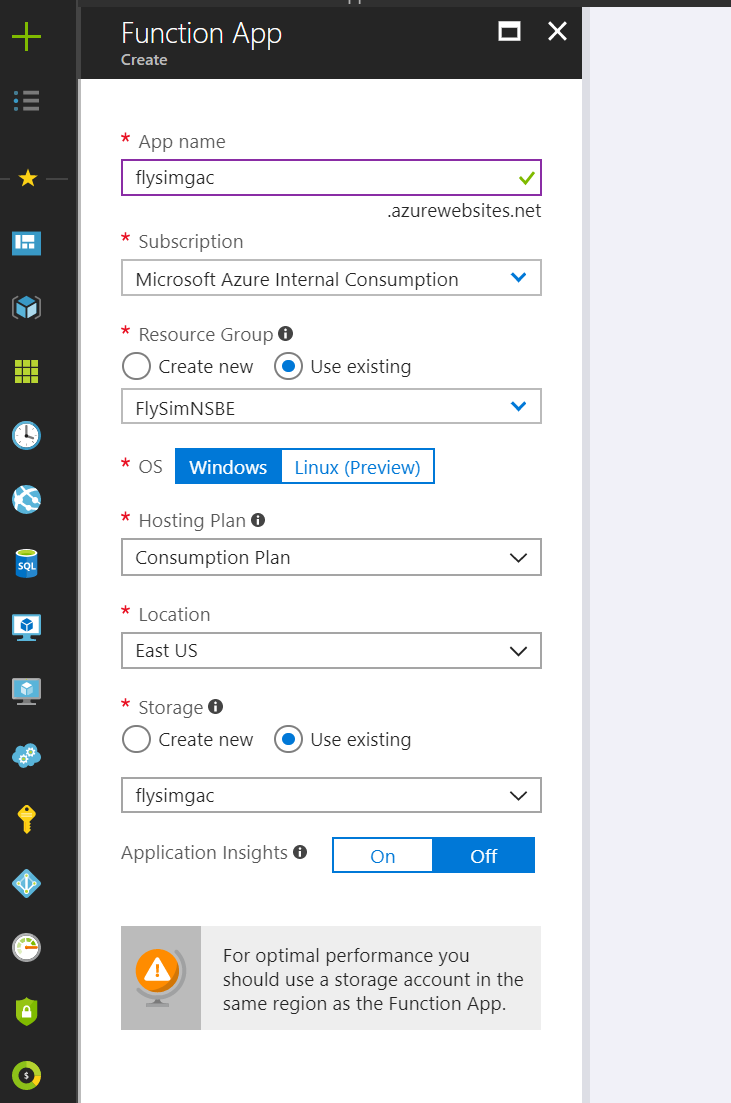 Function App
Create
* App name
flysimgac
.azurewebsites.net
* Subscription
Microsoft Azure Internal Consumption
* Resource Group
Create new Use existing
FlySimNSBE
* OS Windows Linux (Preview)
* Hosting Plan
Consumption Plan
* Location
East US
* Storage
Create new Use existing
flysimgac
Application Insights On Off
For optimal performance you
should use a storage account in the
same region as the Function App.
SQL